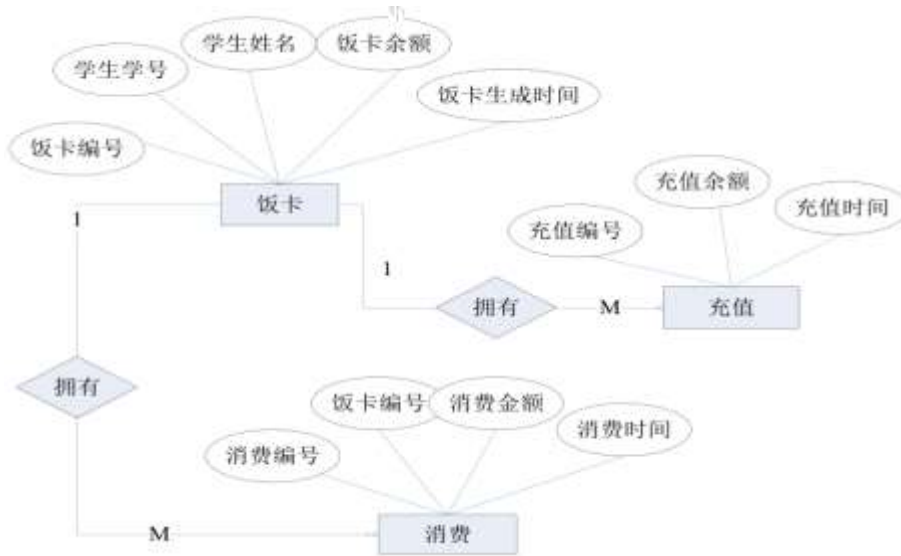 学生姓名
饭卡余额
学生学号
饭卡生成时间
饭卡编号
饭卡
充值余额
充值时间
充值编号
1
1
拥有
M
充值
拥有
饭卡编号
消费金额
消费时间
消费编号
M
消费